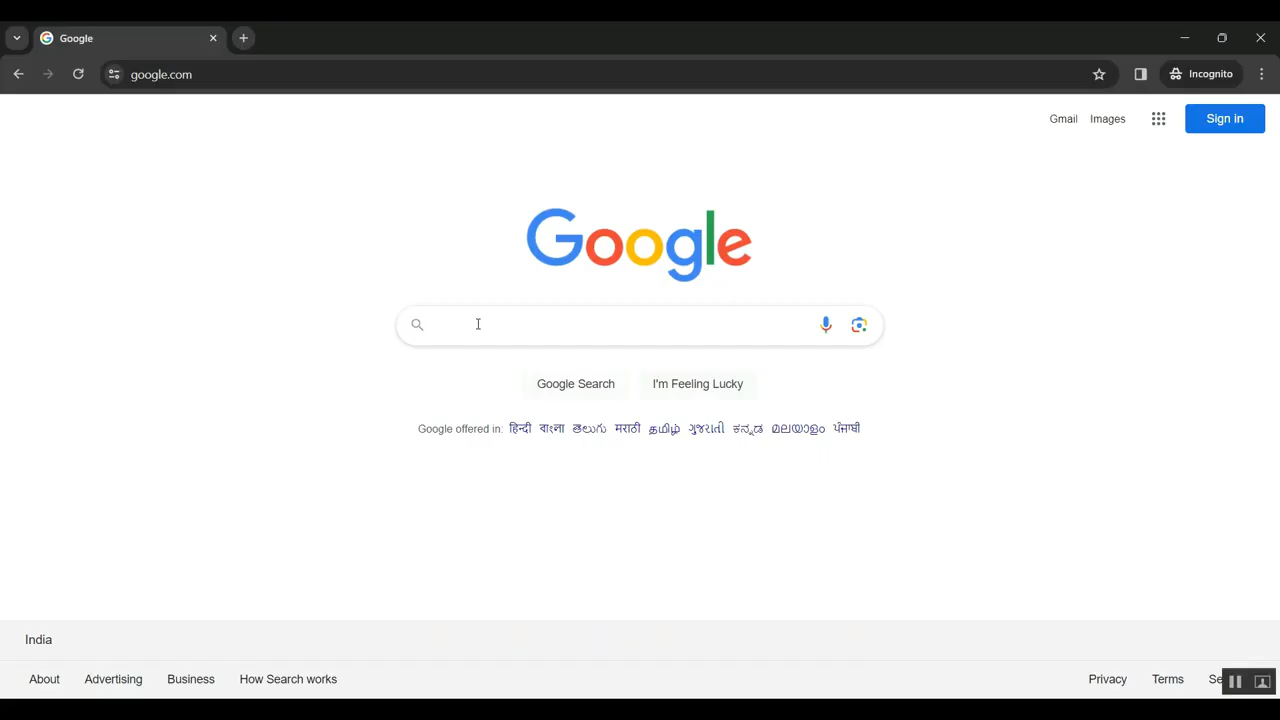 Google
google.com
Incognito
Gmail Images Sign in
Google
Google Search I'm Feeling Lucky
Google offered in: हिन्दी বাংলা తెలుగు मराठी தமிழ் ગુજરાતી ಕನ್ನಡ മലയാളം ਪੰਜਾਬੀ
India
About Advertising Business How Search works Privacy Terms Se